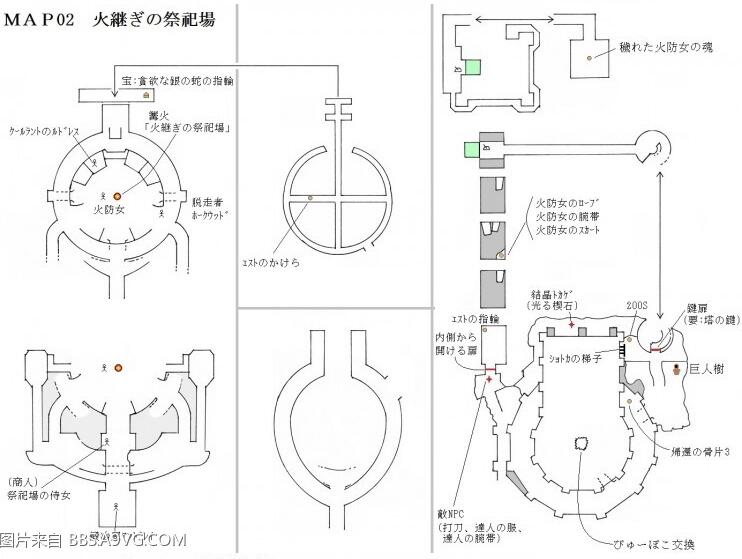 MAP02 火継ぎの祭祀場
宝:貪欲な銀の蛇の指輪
篝火
「火継ぎの祭祀場」
ｸｰﾙﾗﾝﾄのﾙﾄﾞﾚｽ
火防女
脱走者
ﾎｰｸｳｯﾄﾞ
ｴｽﾄのかけら
(商人)
祭祀場の侍女
图片来自 BBS.A9VG.COM
穢れた火防女の魂
火防女のﾛｰﾌﾞ
火防女の腕帯
火防女のｽｶｰﾄ
結晶ﾄｶｹﾞ
(光る楔石)
200S
鍵扉
(要:塔の鍵)
ｴｽﾄの指輪
内側から
開ける扉
ｼｮﾄｶの梯子
巨人樹
帰還の骨片3
敵NPC
(打刀、達人の服、
達人の腕帯)
ぴゅーぽこ交換